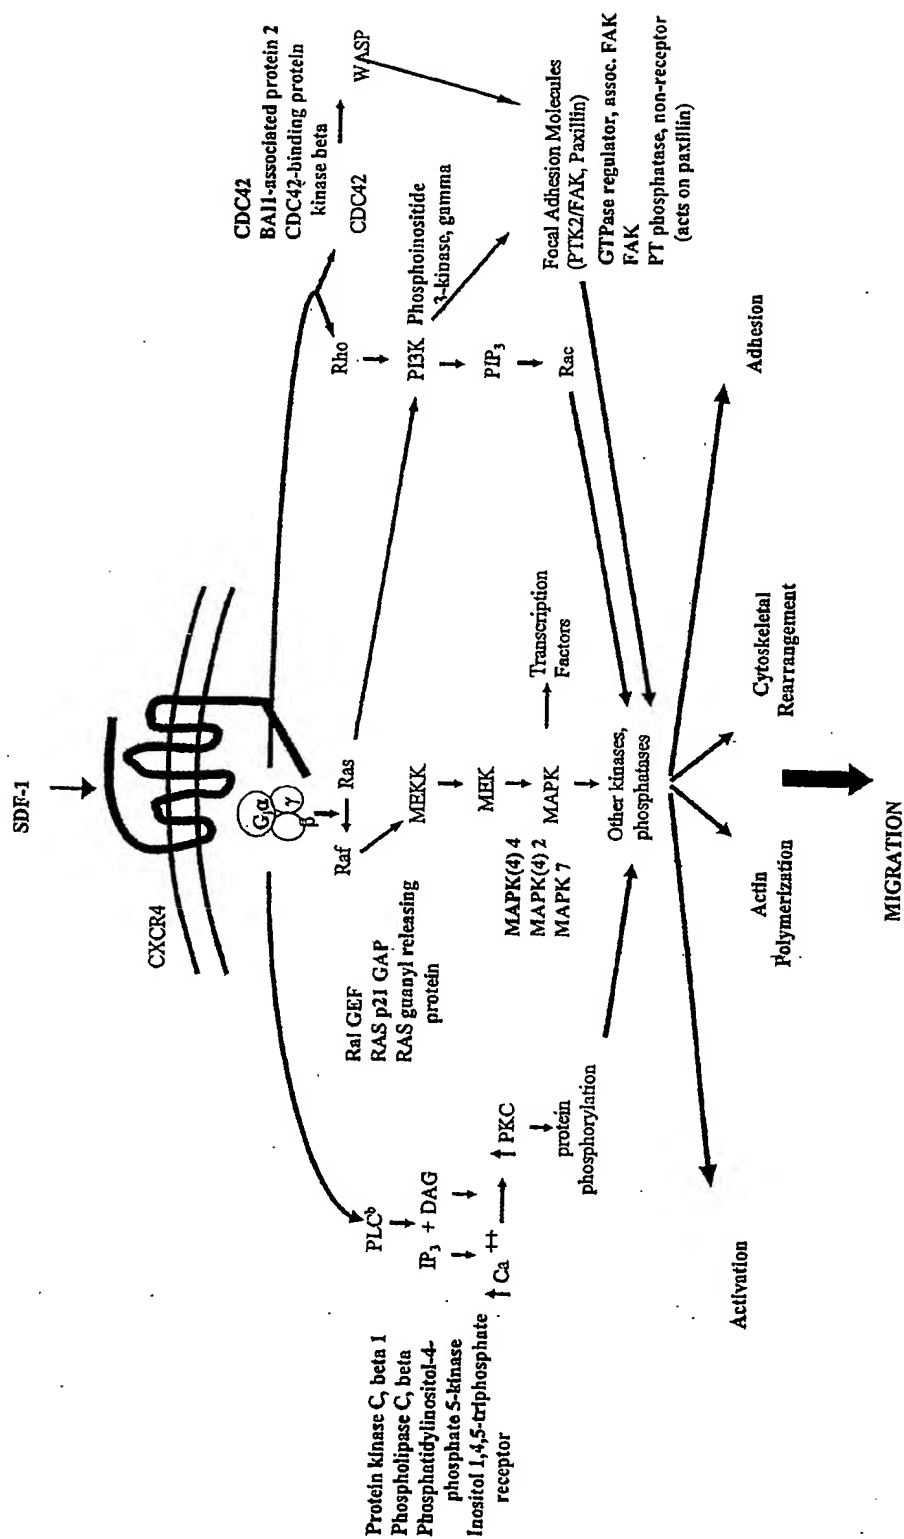 SDF-1
CXCR4
Giα
γ
β
Raf
Ras
Ral GEF
RAS p21 GAP
RAS guanyl releasing
protein
MEKK
MEK
MAPK
MAPK(4) 4
MAPK(4) 2
MAPK 7
Transcription
Factors
Other kinases,
phosphatases
Protein kinase C, beta 1
Phospholipase C, beta
Phosphatidylinositol-4-
phosphate 5-kinase
Inositol 1,4,5-triphosphate
receptor
PLCb
IP3 + DAG
Ca ++
PKC
protein
phosphorylation
CDC42
BAI1-associated protein 2
CDC42-binding protein
kinase beta
CDC42
WASP
Rho
PI3K
Phosphoinositide
3-kinase, gamma
PIP3
Rac
Focal Adhesion Molecules
(PTK2/FAK, Paxillin)
GTPase regulator, assoc. FAK
FAK
PT phosphatase, non-receptor
(acts on paxillin)
Activation
Actin
Polymerization
Cytoskeletal
Rearrangement
Adhesion
MIGRATION